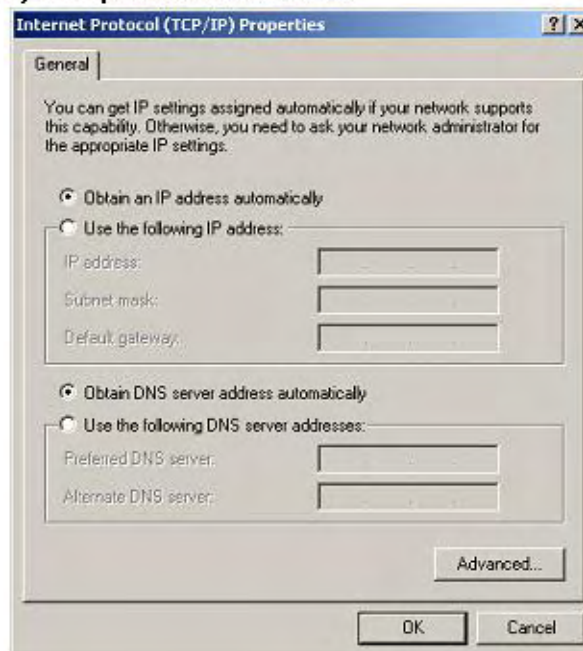 Internet Protocol (TCP/IP) Properties
General
You can get IP settings assigned automatically if your network supports
this capability. Otherwise, you need to ask your network administrator for
the appropriate IP settings.
Obtain an IP address automatically
Use the following IP address:
IP address:
Subnet mask:
Default gateway:
Obtain DNS server address automatically
Use the following DNS server addresses:
Preferred DNS server:
Alternate DNS server:
Advanced...
OK
Cancel